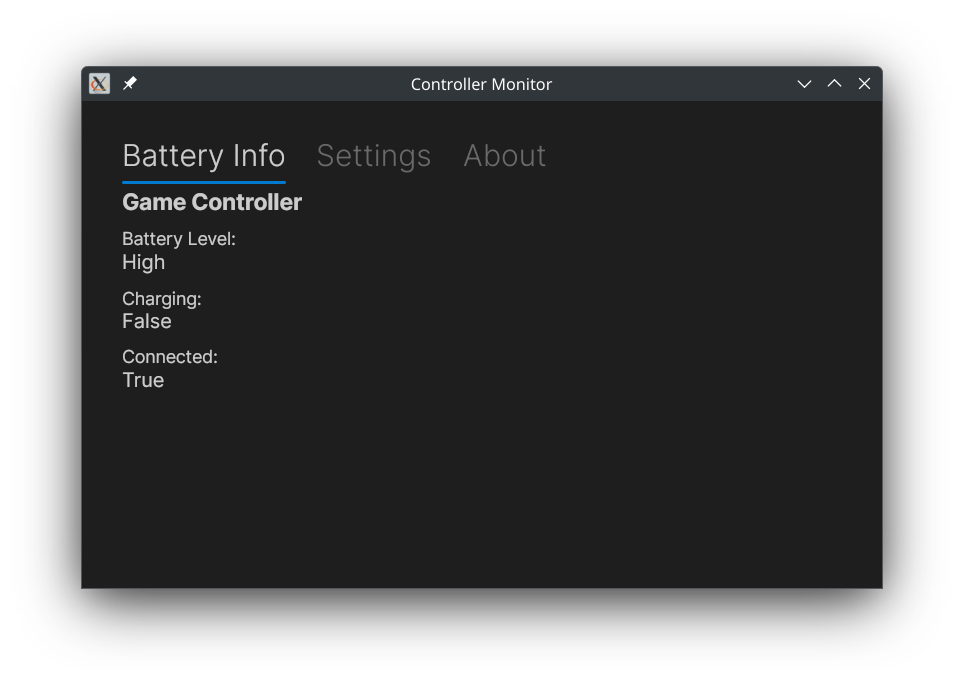 Controller Monitor
Battery Info Settings About
Game Controller
Battery Level:
High
Charging:
False
Connected:
True